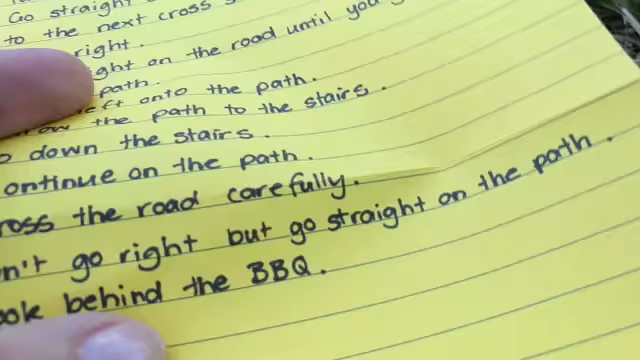 Go straight
to the next cross
right.
ght on the road until you
path.
eft onto the path.
the path to the stairs.
o down the stairs.
ontinue on the path.
ross the road carefully.
n't go right but go straight on the path.
ook behind the BBQ.